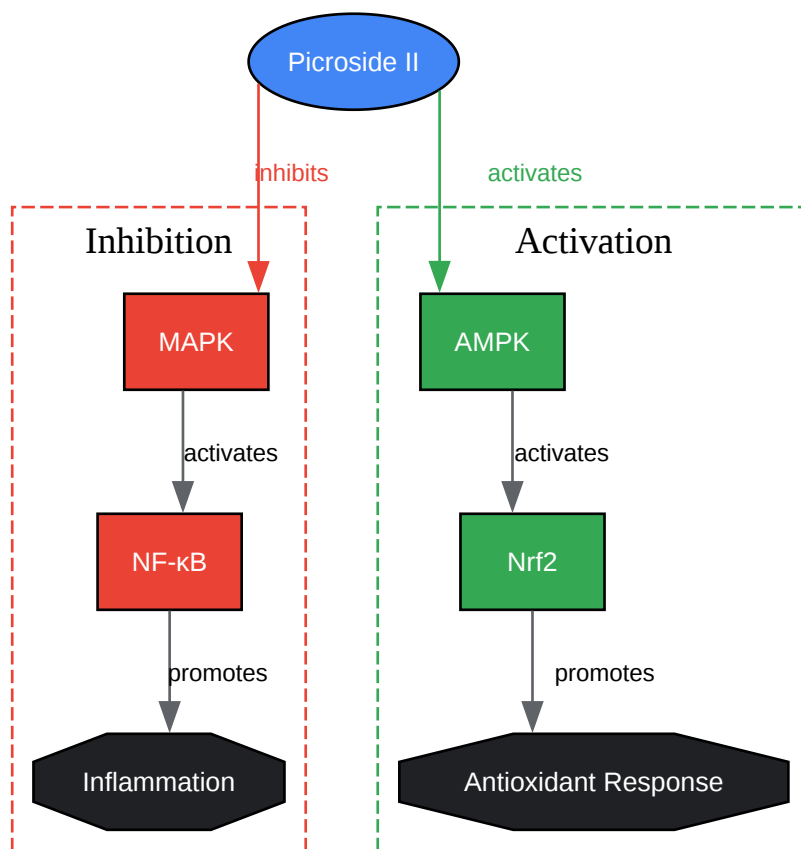 Picroside II
inhibits
activates
Inhibition
Activation
MAPK
AMPK
activates
activates
NF-κB
Nrf2
promotes
promotes
Inflammation
Antioxidant Response